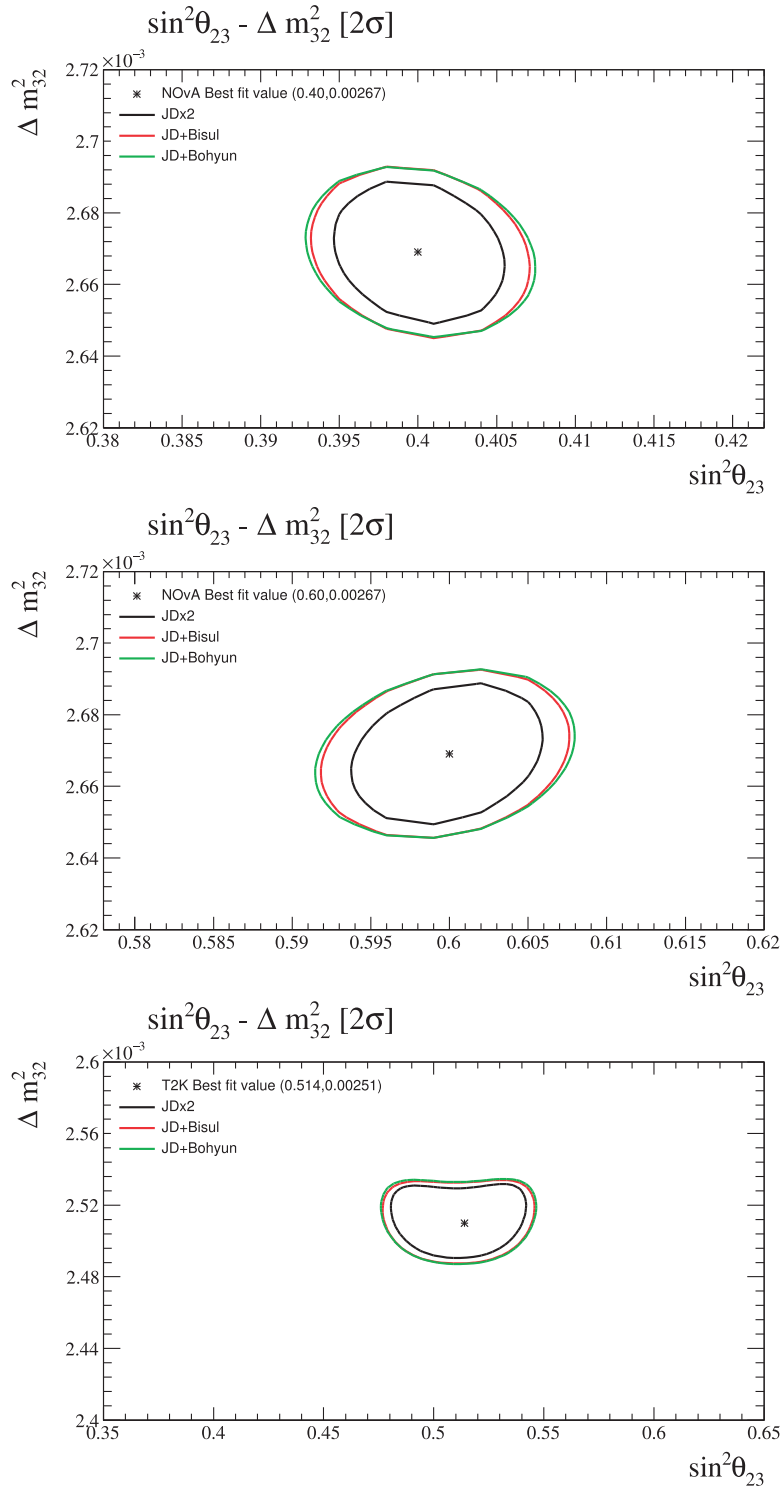 sin²θ₂₃ - Δ m²₃₂ [2σ]
×10⁻³
Δ m²₃₂
2.72
2.7
2.68
2.66
2.64
2.62
NOvA Best fit value (0.40,0.00267)
JDx2
JD+Bisul
JD+Bohyun
0.38 0.385 0.39 0.395 0.4 0.405 0.41 0.415 0.42
sin²θ₂₃
sin²θ₂₃ - Δ m²₃₂ [2σ]
×10⁻³
Δ m²₃₂
2.72
2.7
2.68
2.66
2.64
2.62
NOvA Best fit value (0.60,0.00267)
JDx2
JD+Bisul
JD+Bohyun
0.58 0.585 0.59 0.595 0.6 0.605 0.61 0.615 0.62
sin²θ₂₃
sin²θ₂₃ - Δ m²₃₂ [2σ]
×10⁻³
Δ m²₃₂
2.6
2.56
2.52
2.48
2.44
2.4
T2K Best fit value (0.514,0.00251)
JDx2
JD+Bisul
JD+Bohyun
0.35 0.4 0.45 0.5 0.55 0.6 0.65
sin²θ₂₃